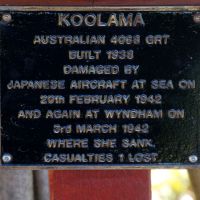 KOOLAMA
AUSTRALIAN 4068 GRT
BUILT 1938
DAMAGED BY
JAPANESE AIRCRAFT AT SEA ON
20th FEBRUARY 1942
AND AGAIN AT WYNDHAM ON
3rd MARCH 1942
WHERE SHE SANK.
CASUALTIES 1 LOST